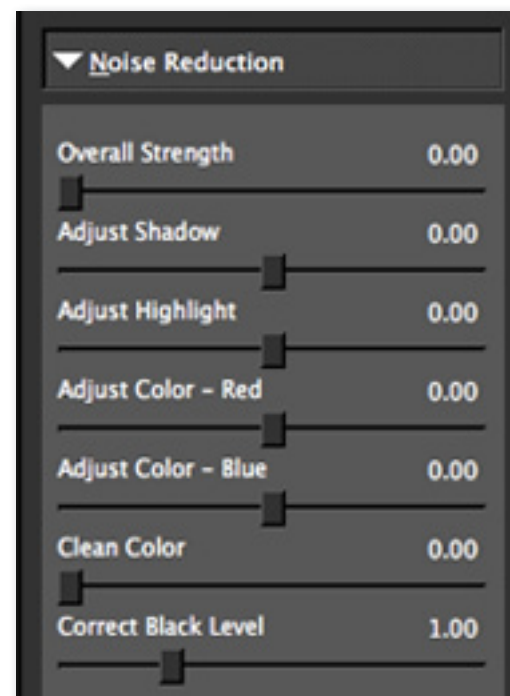 Noise Reduction
Overall Strength 0.00
Adjust Shadow 0.00
Adjust Highlight 0.00
Adjust Color – Red 0.00
Adjust Color – Blue 0.00
Clean Color 0.00
Correct Black Level 1.00